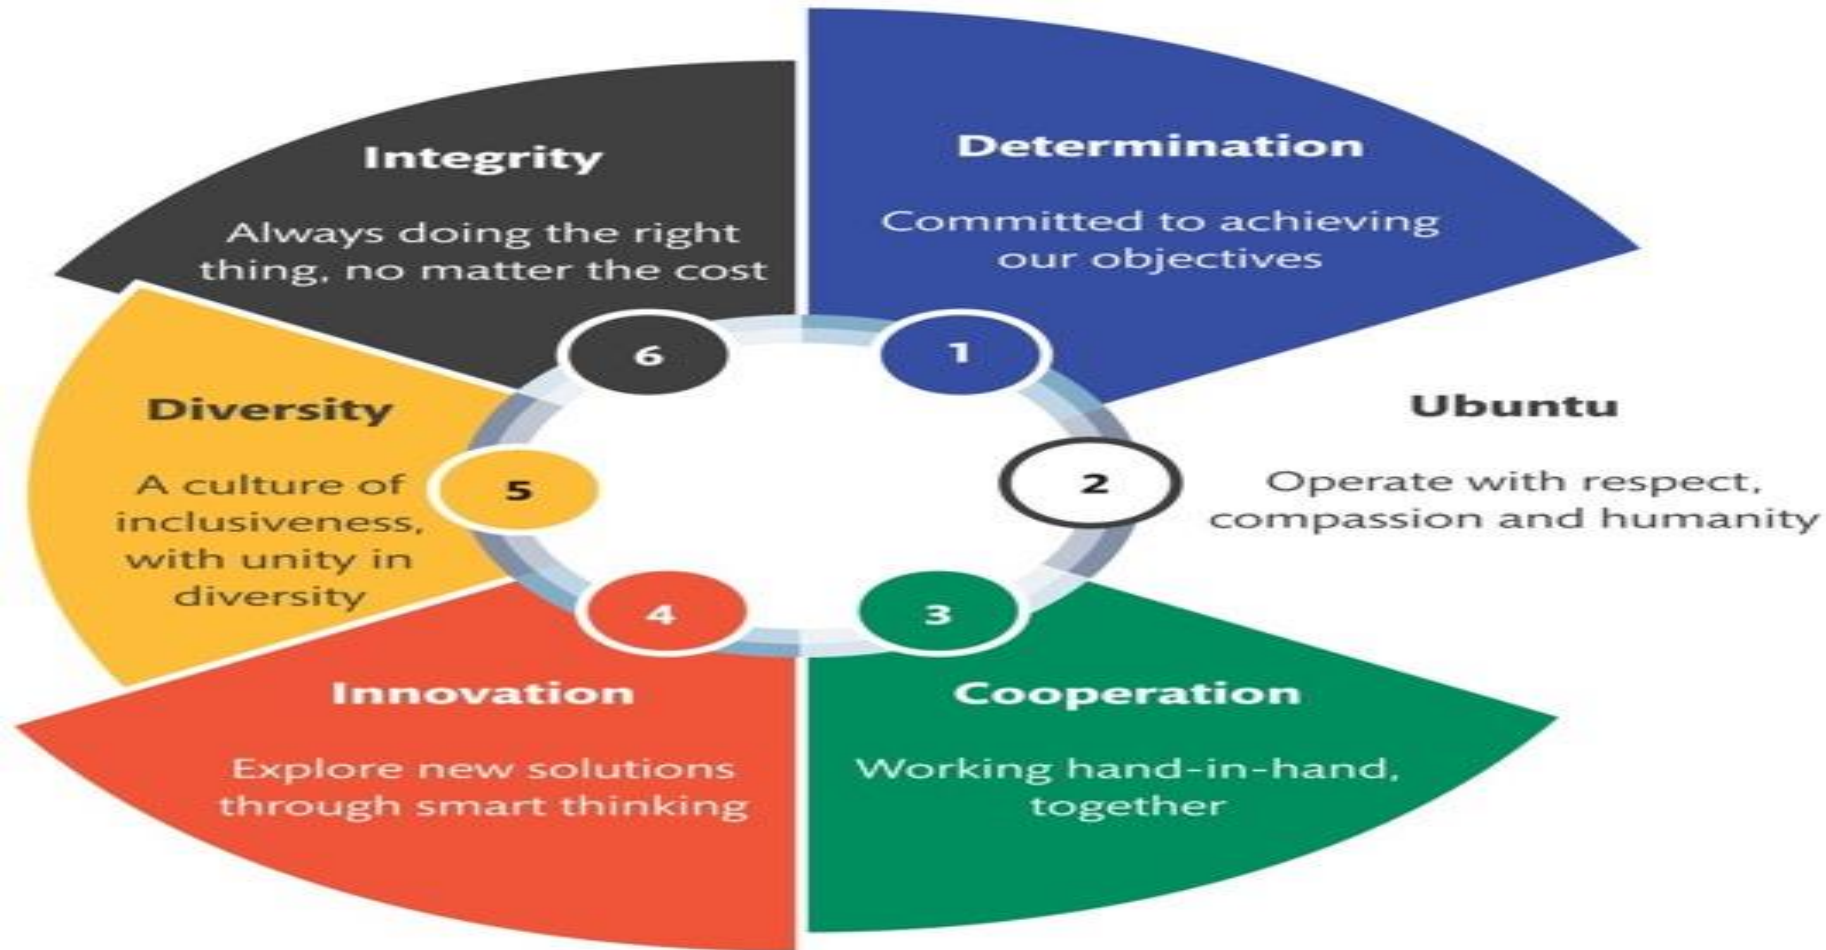 1
Determination
Committed to achieving
our objectives
2
Ubuntu
Operate with respect,
compassion and humanity
3
Cooperation
Working hand-in-hand,
together
4
Innovation
Explore new solutions
through smart thinking
5
Diversity
A culture of
inclusiveness,
with unity in
diversity
6
Integrity
Always doing the right
thing, no matter the cost